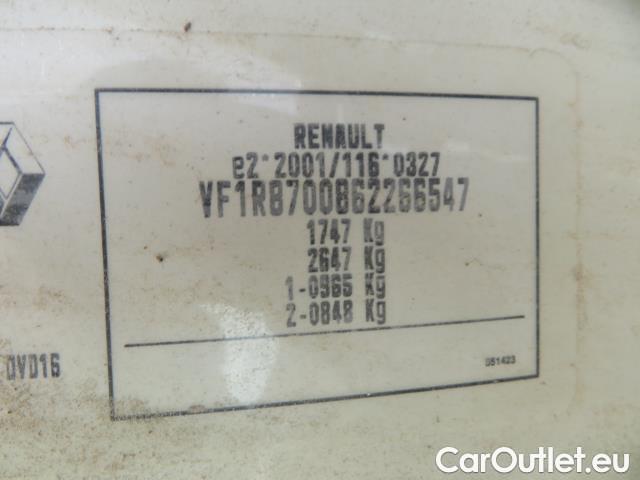 RENAULT
e2*2001/116*0327
VF1R8700862266547
1747 Kg
2647 Kg
1-0965 Kg
2-0848 Kg
DVD16
051423
CarOutlet.eu